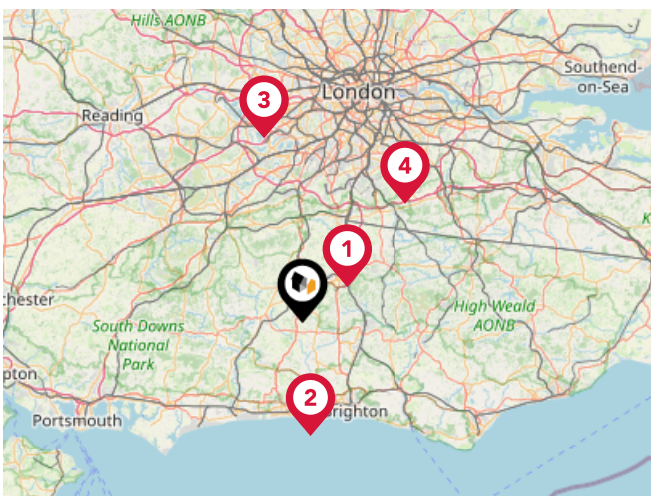 Hills AONB
London
Southend-
on-Sea
3
Reading
4
1
chester
South Downs
National
Park
High Weald
AONB
pton
2
righton
Portsmouth
K